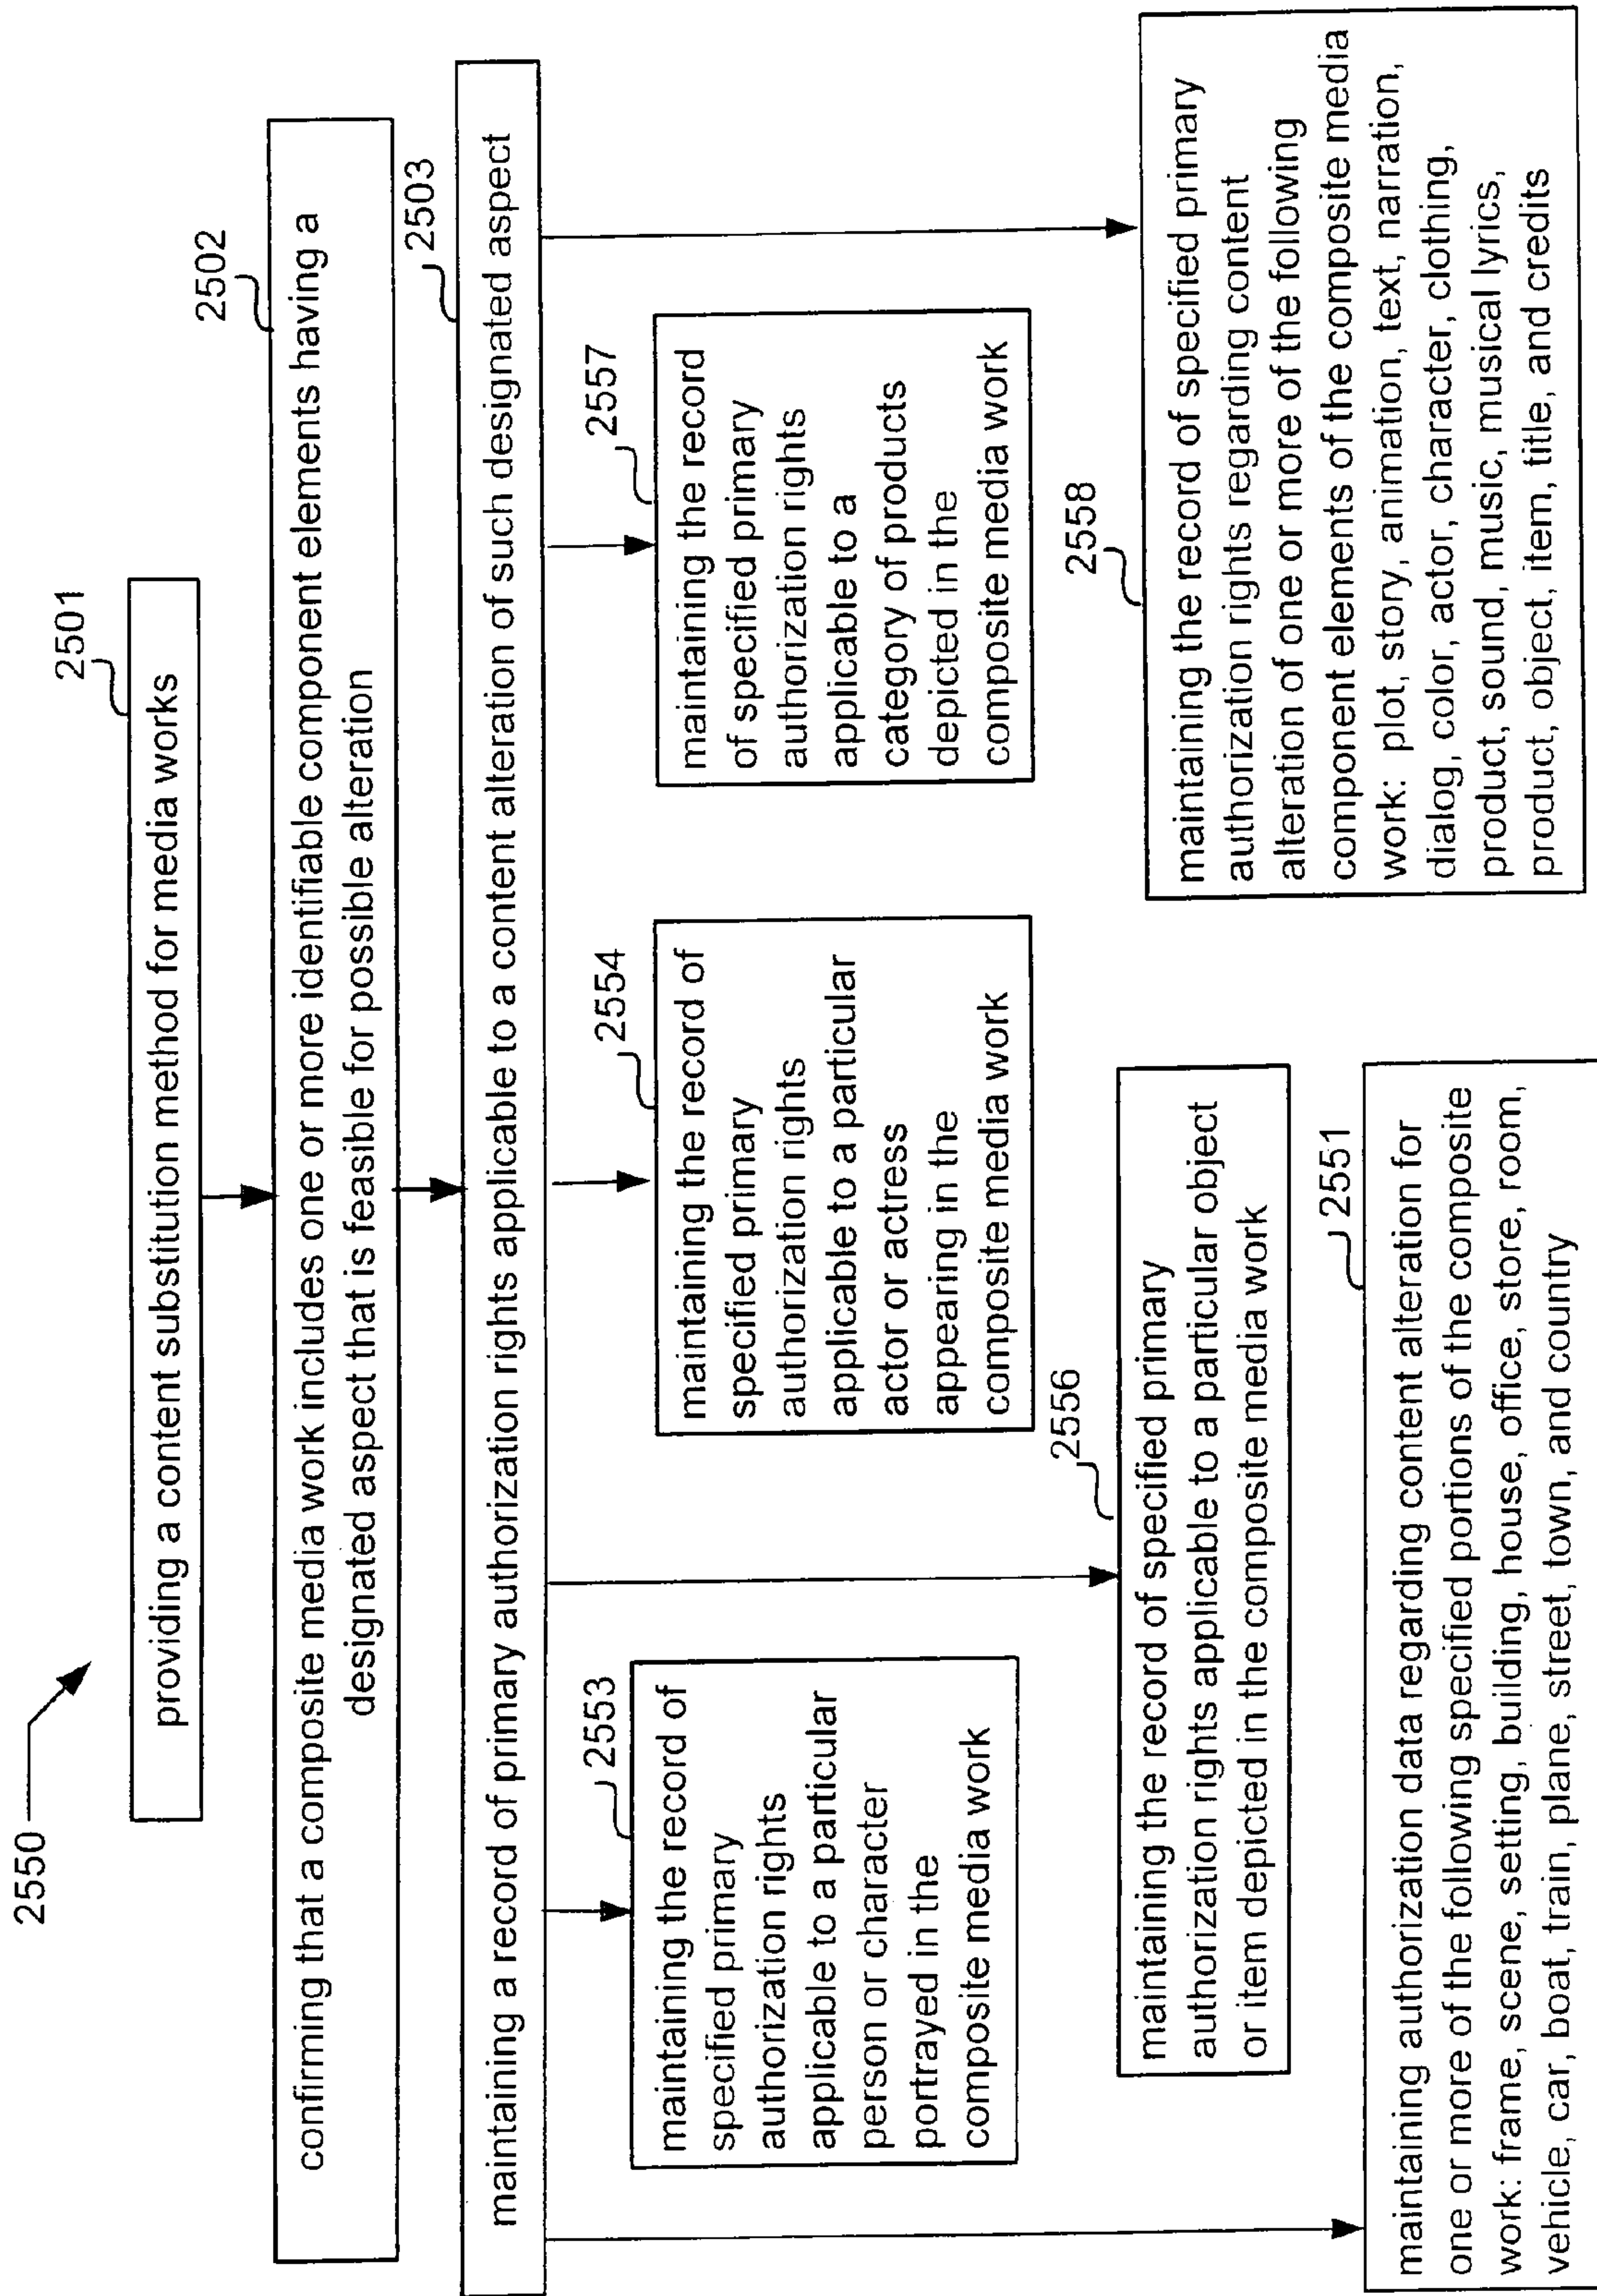 2550
2501
providing a content substitution method for media works
2502
confirming that a composite media work includes one or more identifiable component elements having a
designated aspect that is feasible for possible alteration
2503
maintaining a record of primary authorization rights applicable to a content alteration of such designated aspect
2553
maintaining the record of
specified primary
authorization rights
applicable to a particular
person or character
portrayed in the
composite media work
2554
maintaining the record of
specified primary
authorization rights
applicable to a particular
actor or actress
appearing in the
composite media work
2557
maintaining the record
of specified primary
authorization rights
applicable to a
category of products
depicted in the
composite media work
2556
maintaining the record of specified primary
authorization rights applicable to a particular object
or item depicted in the composite media work
2558
maintaining the record of specified primary
authorization rights regarding content
alteration of one or more of the following
component elements of the composite media
work: plot, story, animation, text, narration,
dialog, color, actor, character, clothing,
product, sound, music, musical lyrics,
product, object, item, title, and credits
2551
maintaining authorization data regarding content alteration for
one or more of the following specified portions of the composite
work: frame, scene, setting, building, house, office, store, room,
vehicle, car, boat, train, plane, street, town, and country